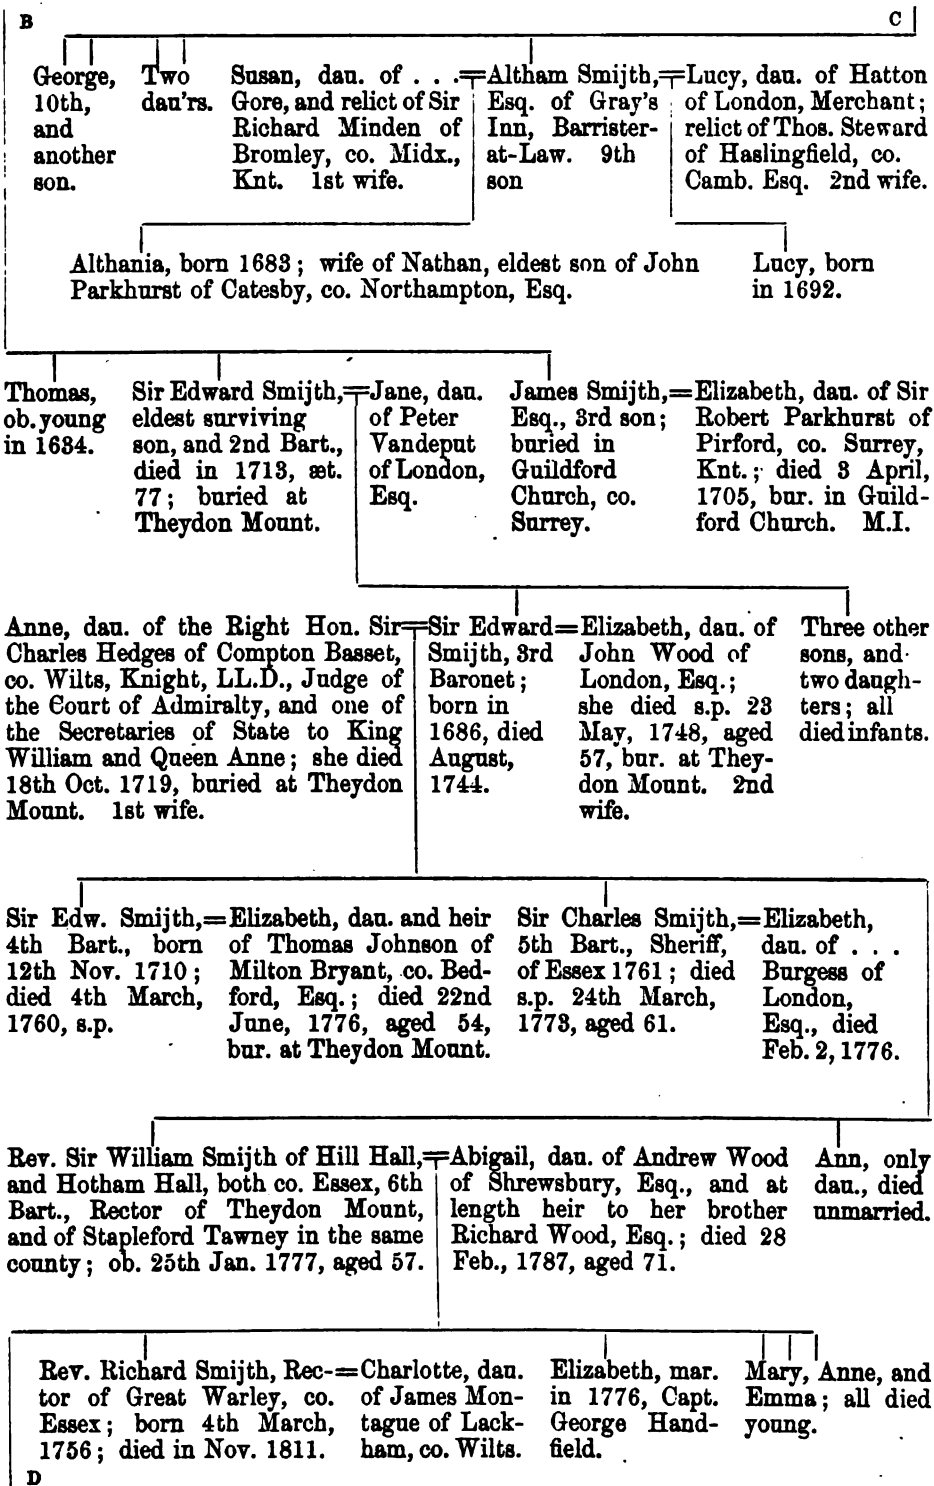 B
C
George,
10th,
and
another
son.
Two
dau'rs.
Susan, dau. of . . .
Gore, and relict of Sir
Richard Minden of
Bromley, co. Midx.,
Knt. 1st wife.
Altham Smijth,
Esq. of Gray's
Inn, Barrister-
at-Law. 9th
son
Lucy, dau. of Hatton
of London, Merchant;
relict of Thos. Steward
of Haslingfield, co.
Camb. Esq. 2nd wife.
Althania, born 1683; wife of Nathan, eldest son of John
Parkhurst of Catesby, co. Northampton, Esq.
Lucy, born
in 1692.
Thomas,
ob. young
in 1634.
Sir Edward Smijth,=
eldest surviving
son, and 2nd Bart.,
died in 1713, æt.
77; buried at
Theydon Mount.
Jane, dau.
of Peter
Vandeput
of London,
Esq.
James Smijth,=
Esq., 3rd son;
buried in
Guildford
Church, co.
Surrey.
Elizabeth, dau. of Sir
Robert Parkhurst of
Pirford, co. Surrey,
Knt.; died 3 April,
1705, bur. in Guild-
ford Church. M.I.
Anne, dau. of the Right Hon. Sir=
Charles Hedges of Compton Basset,
co. Wilts, Knight, LL.D., Judge of
the Court of Admiralty, and one of
the Secretaries of State to King
William and Queen Anne; she died
18th Oct. 1719, buried at Theydon
Mount. 1st wife.
Sir Edward=
Smijth, 3rd
Baronet;
born in
1686, died
August,
1744.
Elizabeth, dau. of
John Wood of
London, Esq.;
she died s.p. 23
May, 1748, aged
57, bur. at They-
don Mount. 2nd
wife.
Three other
sons, and
two daugh-
ters; all
died infants.
Sir Edw. Smijth,=
4th Bart., born
12th Nov. 1710;
died 4th March,
1760, s.p.
Elizabeth, dau. and heir
of Thomas Johnson of
Milton Bryant, co. Bed-
ford, Esq.; died 22nd
June, 1776, aged 54,
bur. at Theydon Mount.
Sir Charles Smijth,=
5th Bart., Sheriff,
of Essex 1761; died
s.p. 24th March,
1773, aged 61.
Elizabeth,
dau. of . . .
Burgess of
London,
Esq., died
Feb. 2, 1776.
Rev. Sir William Smijth of Hill Hall,=
and Hotham Hall, both co. Essex, 6th
Bart., Rector of Theydon Mount,
and of Stapleford Tawney in the same
county; ob. 25th Jan. 1777, aged 57.
Abigail, dau. of Andrew Wood
of Shrewsbury, Esq., and at
length heir to her brother
Richard Wood, Esq.; died 28
Feb., 1787, aged 71.
Ann, only
dau., died
unmarried.
Rev. Richard Smijth, Rec-=
tor of Great Warley, co.
Essex; born 4th March,
1756; died in Nov. 1811.
Charlotte, dau.
of James Mon-
tague of Lack-
ham, co. Wilts.
Elizabeth, mar.
in 1776, Capt.
George Hand-
field.
Mary, Anne, and
Emma; all died
young.
D